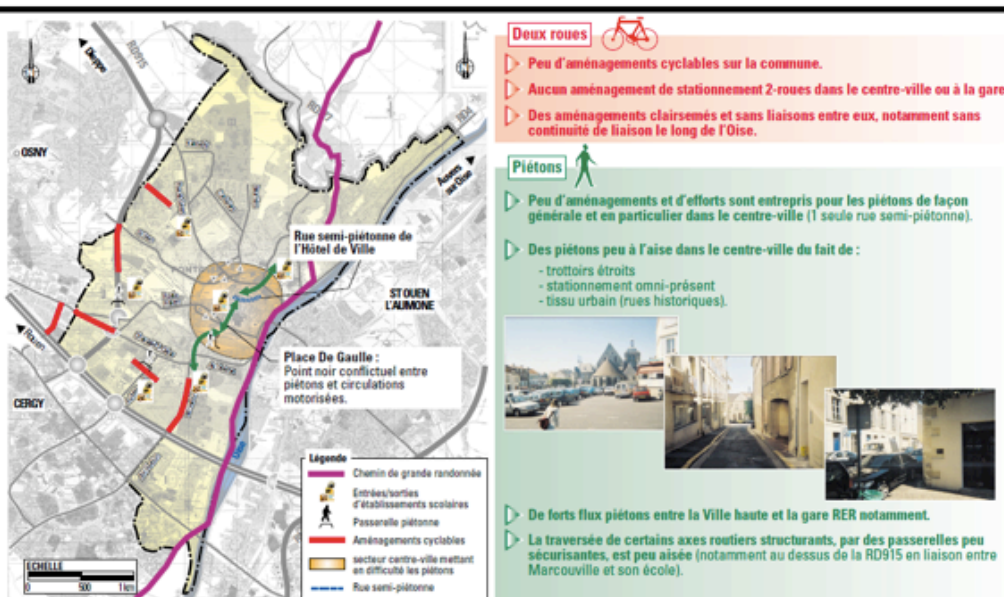 Dieppe
RD915
OSNY
RD4
Auvers
sur Oise
Rue semi-piétonne de
l'Hôtel de Ville
ST OUEN
L'AUMONE
Rouen
CERGY
Place De Gaulle :
Point noir conflictuel entre
piétons et circulations
motorisées.
Légende
Chemin de grande randonnée
Entrées/sorties
d'établissements scolaires
Passerelle piétonne
Aménagements cyclables
secteur centre-ville mettant
en difficulté les piétons
Rue semi-piétonne
ECHELLE
0 500 1 km
Deux roues
Peu d'aménagements cyclables sur la commune.
Aucun aménagement de stationnement 2-roues dans le centre-ville ou à la gare
Des aménagements clairsemés et sans liaisons entre eux, notamment sans
continuité de liaison le long de l'Oise.
Piétons
Peu d'aménagements et d'efforts sont entrepris pour les piétons de façon
générale et en particulier dans le centre-ville (1 seule rue semi-piétonne).
Des piétons peu à l'aise dans le centre-ville du fait de :
- trottoirs étroits
- stationnement omni-présent
- tissu urbain (rues historiques).
De forts flux piétons entre la Ville haute et la gare RER notamment.
La traversée de certains axes routiers structurants, par des passerelles peu
sécurisantes, est peu aisée (notamment au dessus de la RD915 en liaison entre
Marcouville et son école).